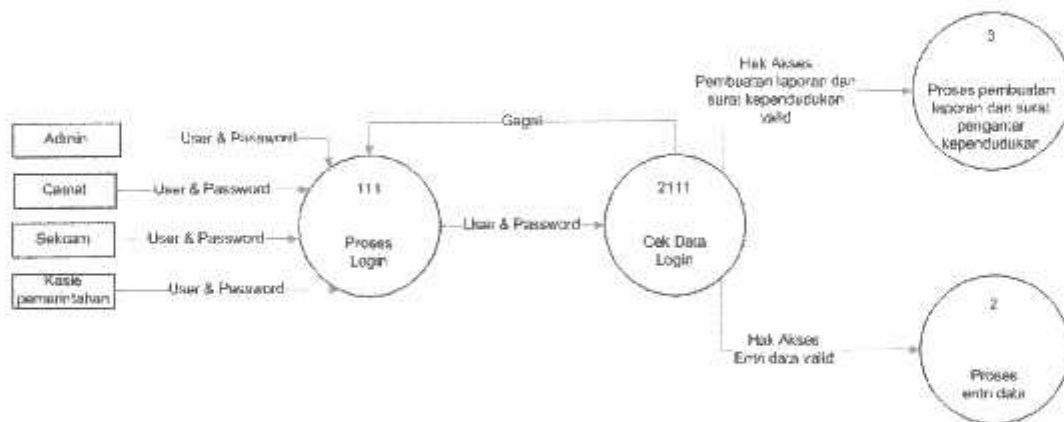 Admin
Camat
Sekcam
Kasie
pemerintahan
User & Password
User & Password
User & Password
User & Password
111
Proses
Login
Gagal
User & Password
2111
Cek Data
Login
Hak Akses
Pembuatan laporan dan
surat kependudukan
valid
3
Proses pembuatan
laporan dan surat
pengantar
kependudukan
Hak Akses
Entri data valid
2
Proses
entri data